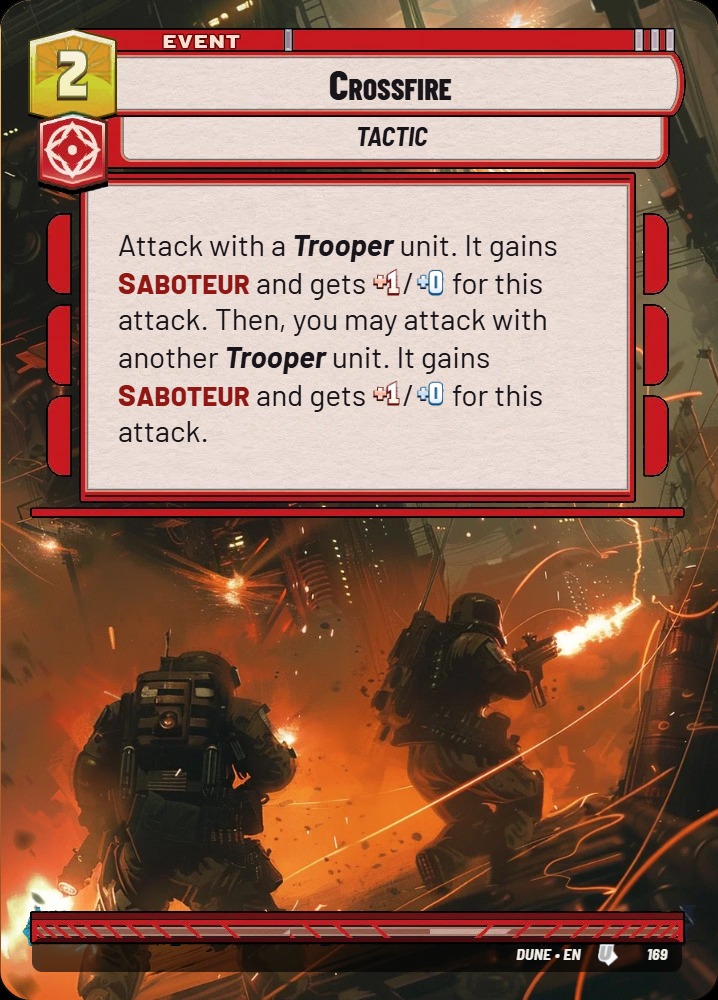 EVENT
2
CROSSFIRE
TACTIC
Attack with a Trooper unit. It gains
SABOTEUR and gets +1/+0 for this
attack. Then, you may attack with
another Trooper unit. It gains
SABOTEUR and gets +1/+0 for this
attack.
DUNE • EN U 169